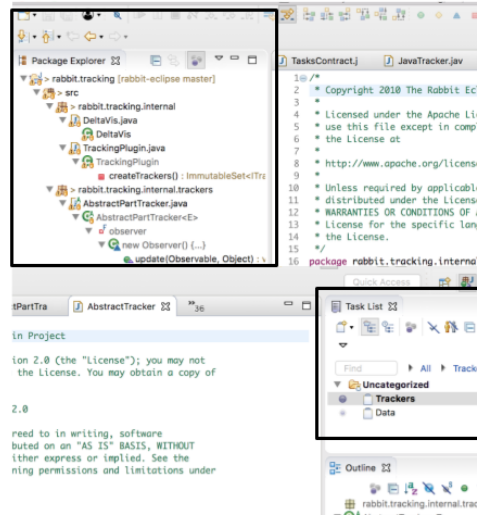 Package Explorer
> rabbit.tracking [rabbit-eclipse master]
> src
> rabbit.tracking.internal
DeltaVis.java
DeltaVis
TrackingPlugin.java
TrackingPlugin
createTrackers() : ImmutableSet<ITra
> rabbit.tracking.internal.trackers
AbstractPartTracker.java
AbstractPartTracker<E>
observer
new Observer() {...}
update(Observable, Object) : v
TasksContract.j
JavaTracker.jav
1 /*
2 * Copyright 2010 The Rabbit Ecl
3 *
4 * Licensed under the Apache Lic
5 * use this file except in compl
6 * the License at
7 *
8 * http://www.apache.org/license
9 *
10 * Unless required by applicable
11 * distributed under the License
12 * WARRANTIES OR CONDITIONS OF A
13 * License for the specific lang
14 * the License.
15 */
16 package rabbit.tracking.internal
Quick Access
tPartTra
AbstractTracker
»36
in Project
ion 2.0 (the "License"); you may not
the License. You may obtain a copy of
2.0
reed to in writing, software
buted on an "AS IS" BASIS, WITHOUT
ither express or implied. See the
ning permissions and limitations under
Task List
Find
All
Tracke
Uncategorized
Trackers
Data
Outline
rabbit.tracking.internal.trac